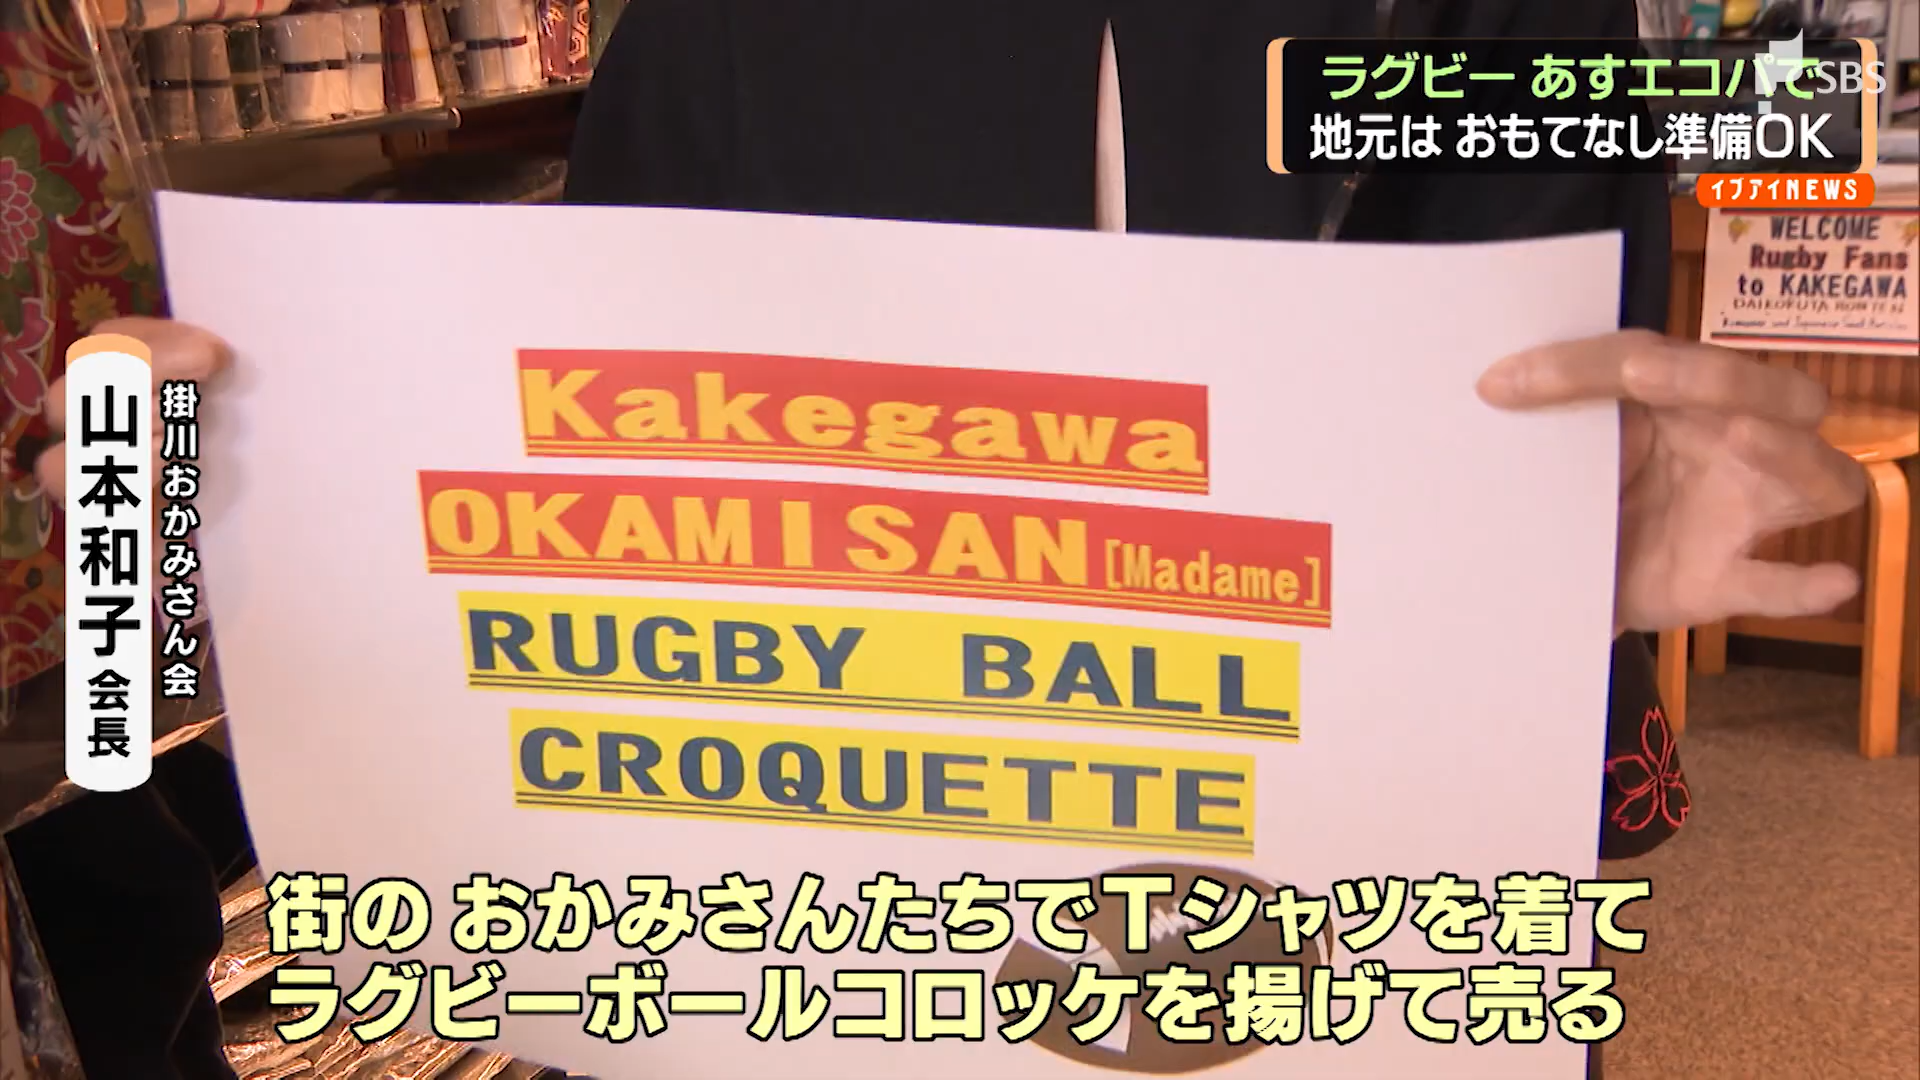 ラグビー あすエコパで
SBS
地元は おもてなし準備OK
イブアイNEWS
WELCOME
Rugby Fans
to KAKEGAWA
掛川おかみさん会
山本和子 会長
Kakegawa
OKAMISAN [Madame]
RUGBY BALL
CROQUETTE
街の おかみさんたちでTシャツを着て
ラグビーボールコロッケを揚げて売る